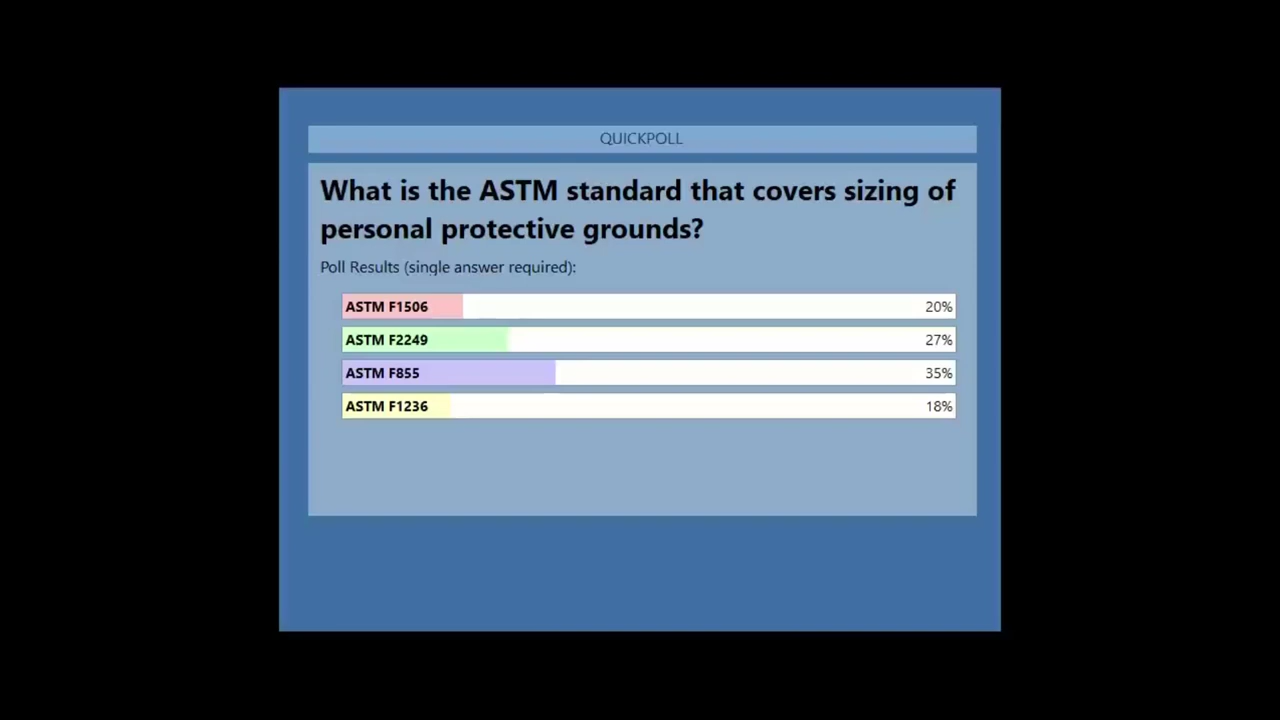 QUICKPOLL
What is the ASTM standard that covers sizing of
personal protective grounds?
Poll Results (single answer required):
ASTM F1506 20%
ASTM F2249 27%
ASTM F855 35%
ASTM F1236 18%